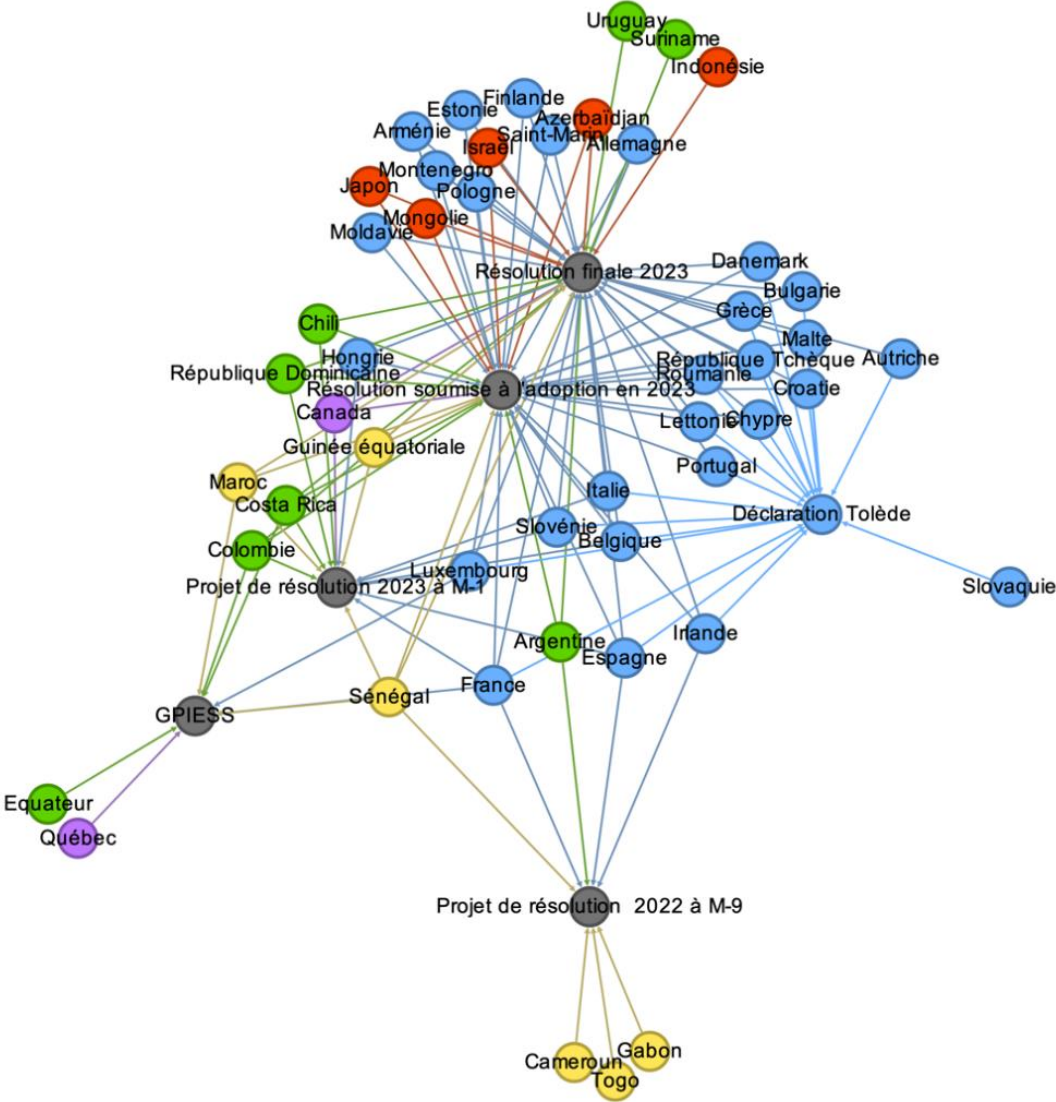 Uruguay
Suriname
Indonésie
Finlande
Estonie
Azerbaïdjan
Arménie
Saint-Marin
Israël
Allemagne
Montenegro
Japon
Pologne
Mongolie
Moldavie
Danemark
Résolution finale 2023
Bulgarie
Grèce
Chili
Malte
Hongrie
République Tchèque
Autriche
République Dominicaine
Roumanie
Résolution soumise à l'adoption en 2023
Croatie
Canada
Lettonie
Chypre
Guinée équatoriale
Portugal
Maroc
Italie
Costa Rica
Déclaration Tolède
Slovénie
Belgique
Colombie
Luxembourg
Projet de résolution 2023 à M-1
Slovaquie
Irlande
Argentine
Espagne
France
Sénégal
GPIESS
Equateur
Québec
Projet de résolution 2022 à M-9
Gabon
Cameroun
Togo